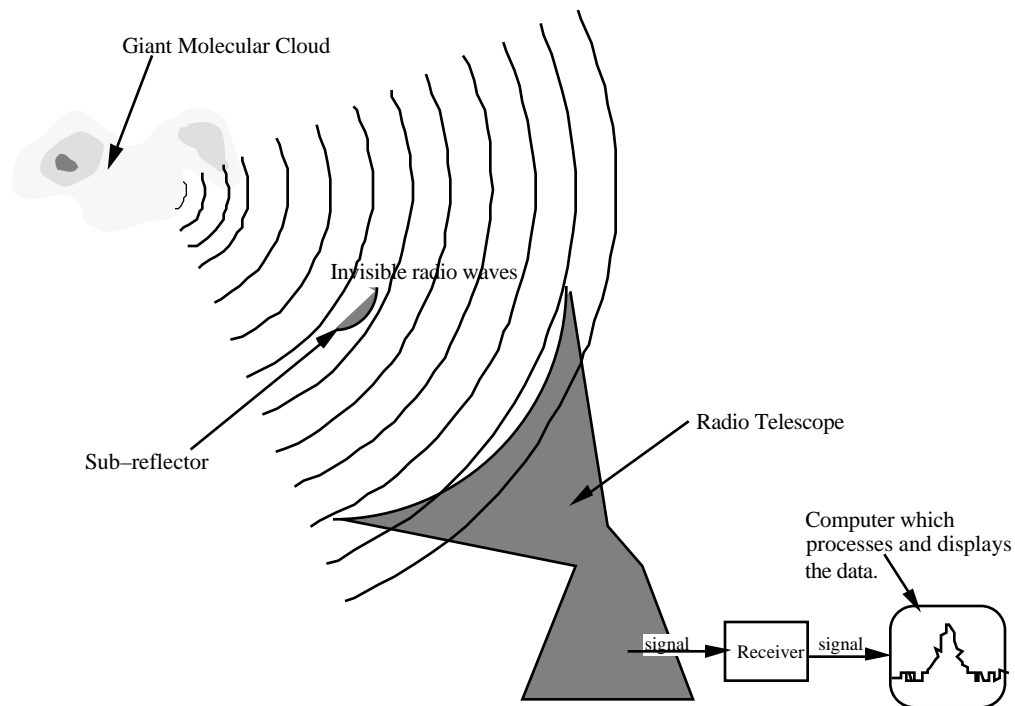 Giant Molecular Cloud
Invisible radio waves
Sub–reflector
Radio Telescope
Computer which
processes and displays
the data.
signal
Receiver
signal